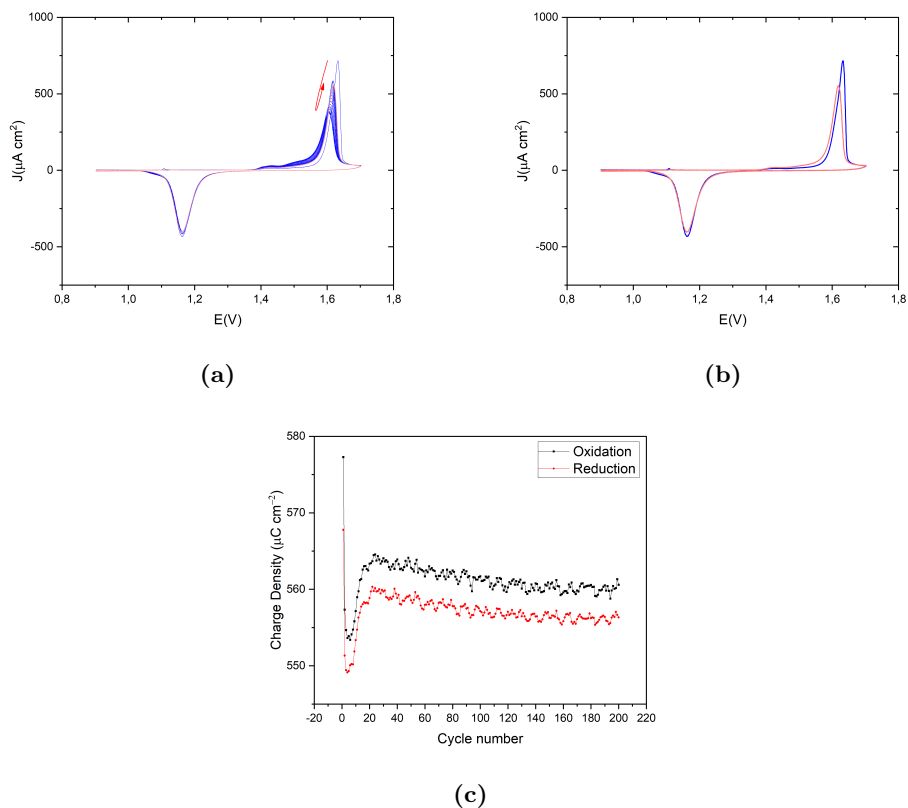 1000
500
0
-500
J(μA cm²)
0,8 1,0 1,2 1,4 1,6 1,8
E(V)
(a)
1000
500
0
-500
J(μA cm²)
0,8 1,0 1,2 1,4 1,6 1,8
E(V)
(b)
580
570
560
550
Charge Density (μC cm⁻²)
Oxidation
Reduction
-20 0 20 40 60 80 100 120 140 160 180 200 220
Cycle number
(c)